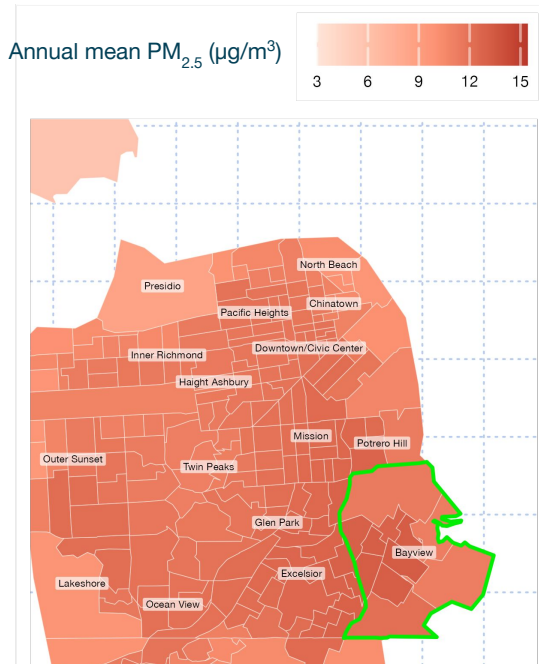 Annual mean PM2.5 (µg/m³)
3 6 9 12 15
North Beach
Presidio
Chinatown
Pacific Heights
Downtown/Civic Center
Inner Richmond
Haight Ashbury
Mission
Potrero Hill
Outer Sunset
Twin Peaks
Glen Park
Bayview
Excelsior
Lakeshore
Ocean View